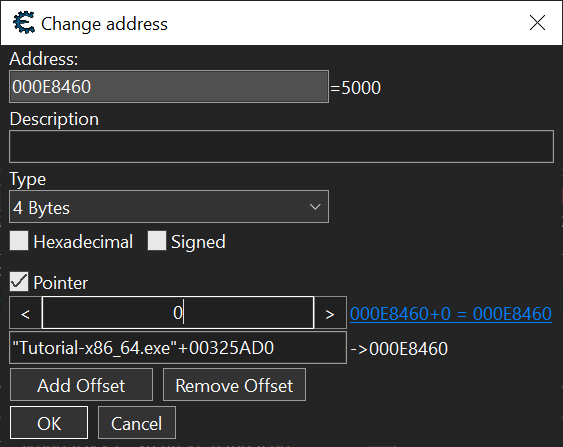 Change address
Address:
000E8460 =5000
Description
Type
4 Bytes
Hexadecimal Signed
Pointer
< 0 > 000E8460+0 = 000E8460
"Tutorial-x86_64.exe"+00325AD0 ->000E8460
Add Offset Remove Offset
OK Cancel